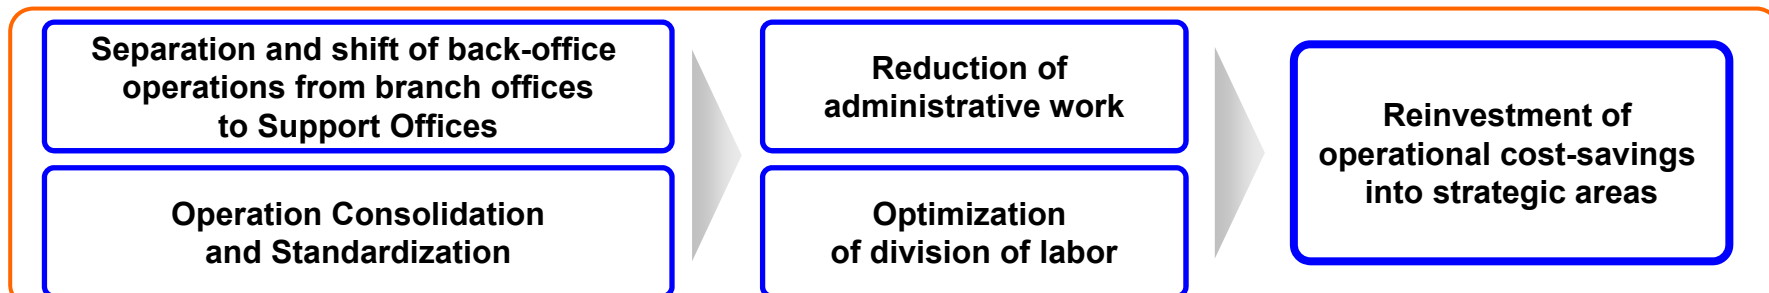 Separation and shift of back-office
operations from branch offices
to Support Offices
Operation Consolidation
and Standardization
Reduction of
administrative work
Optimization
of division of labor
Reinvestment of
operational cost-savings
into strategic areas